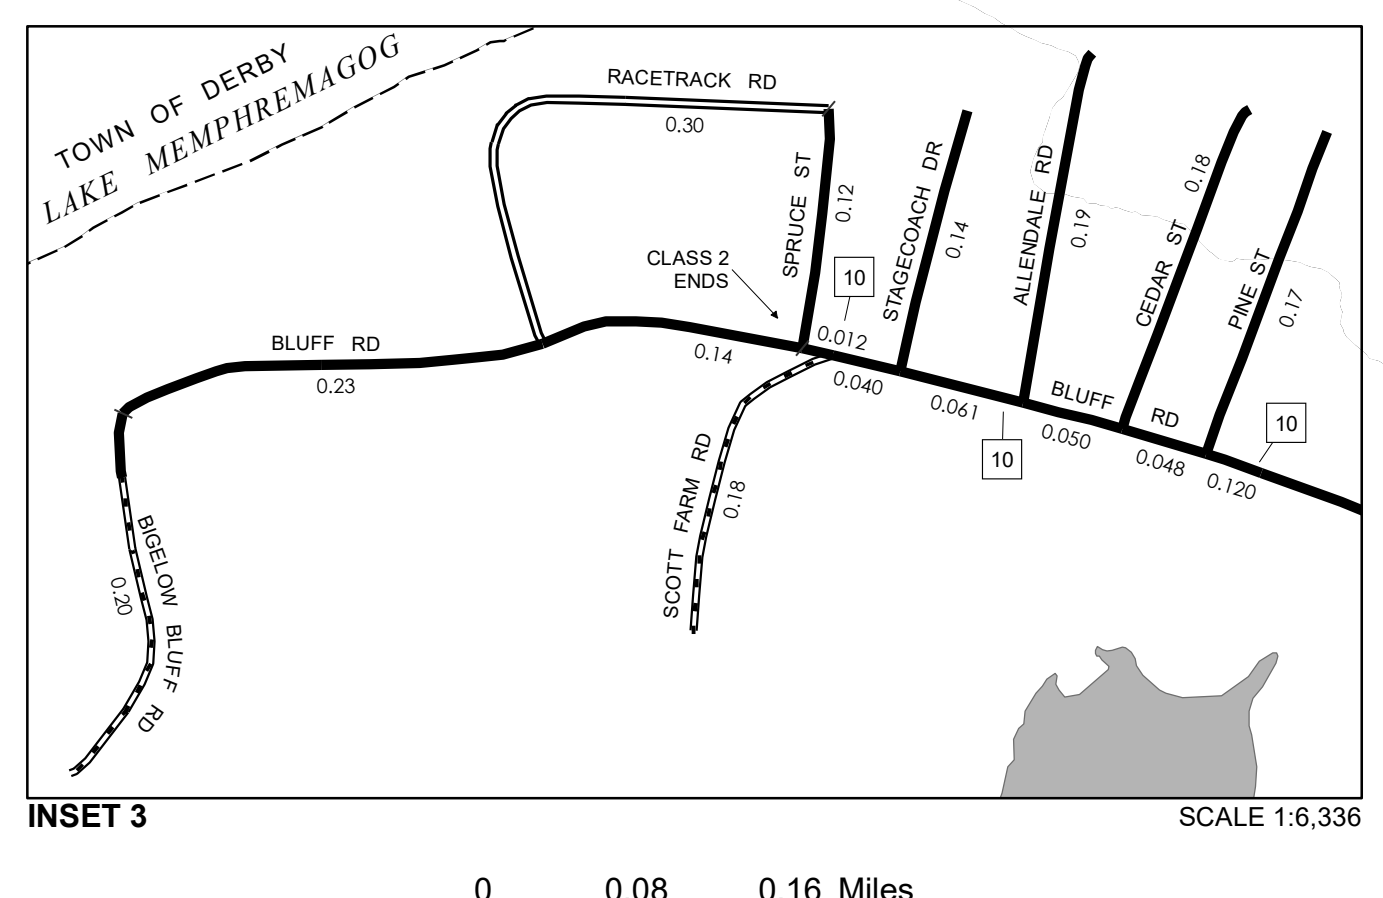 TOWN OF DERBY
LAKE MEMPHREMAGOG
RACETRACK RD
0.30
SPRUCE ST
0.12
STAGECOACH DR
0.14
ALLENDALE RD
0.19
CEDAR ST
0.18
PINE ST
0.17
CLASS 2
ENDS
10
0.012
BLUFF RD
0.23
0.14
0.040
0.061
10
BLUFF RD
0.050
0.048
0.120
10
SCOTT FARM RD
0.18
BIGELOW BLUFF RD
0.20
INSET 3
SCALE 1:6,336
0 0.08 0.16 Miles